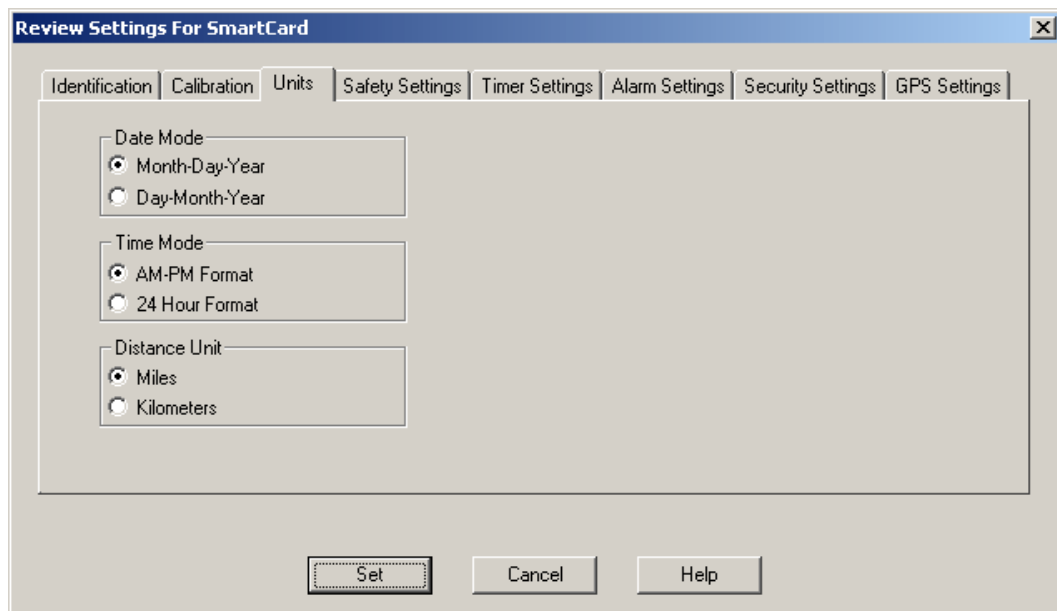 Review Settings For SmartCard
Identification Calibration Units Safety Settings Timer Settings Alarm Settings Security Settings GPS Settings
Date Mode
Month-Day-Year
Day-Month-Year
Time Mode
AM-PM Format
24 Hour Format
Distance Unit
Miles
Kilometers
Set Cancel Help